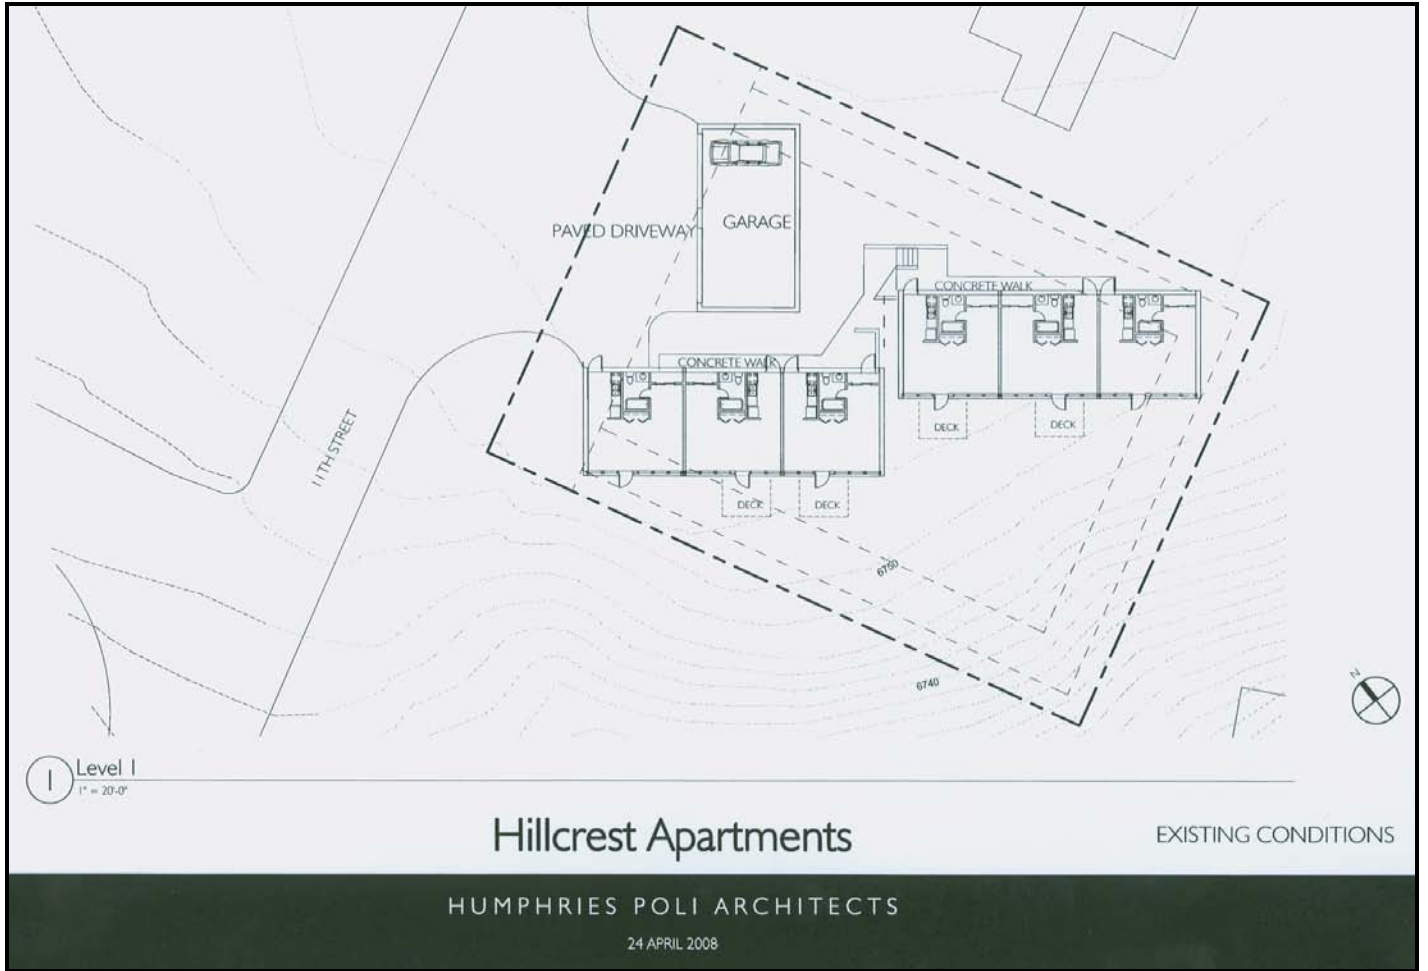 PAVED DRIVEWAY
GARAGE
CONCRETE WALK
CONCRETE WALK
11TH STREET
DECK
DECK
DECK
DECK
6750
6740
N
1
Level 1
1" = 20'-0"
Hillcrest Apartments
EXISTING CONDITIONS
HUMPHRIES POLI ARCHITECTS
24 APRIL 2008